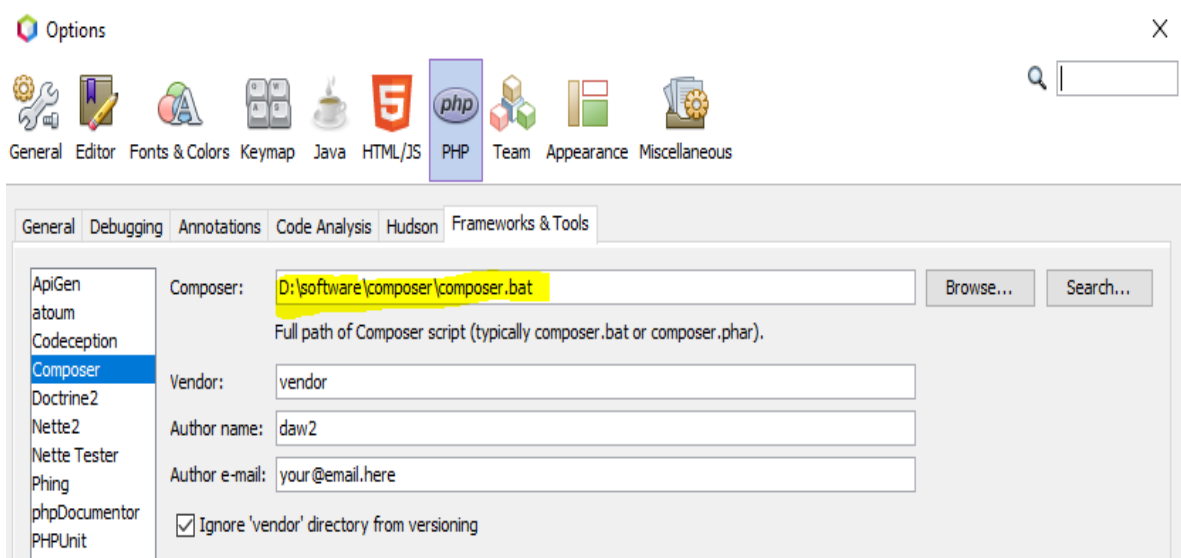 Options
php
General Editor Fonts & Colors Keymap Java HTML/JS PHP Team Appearance Miscellaneous
General Debugging Annotations Code Analysis Hudson Frameworks & Tools
ApiGen
atoum
Codeception
Composer
Doctrine2
Nette2
Nette Tester
Phing
phpDocumentor
PHPUnit
Composer: D:\software\composer\composer.bat Browse... Search...
Full path of Composer script (typically composer.bat or composer.phar).
Vendor: vendor
Author name: daw2
Author e-mail: your@email.here
Ignore 'vendor' directory from versioning